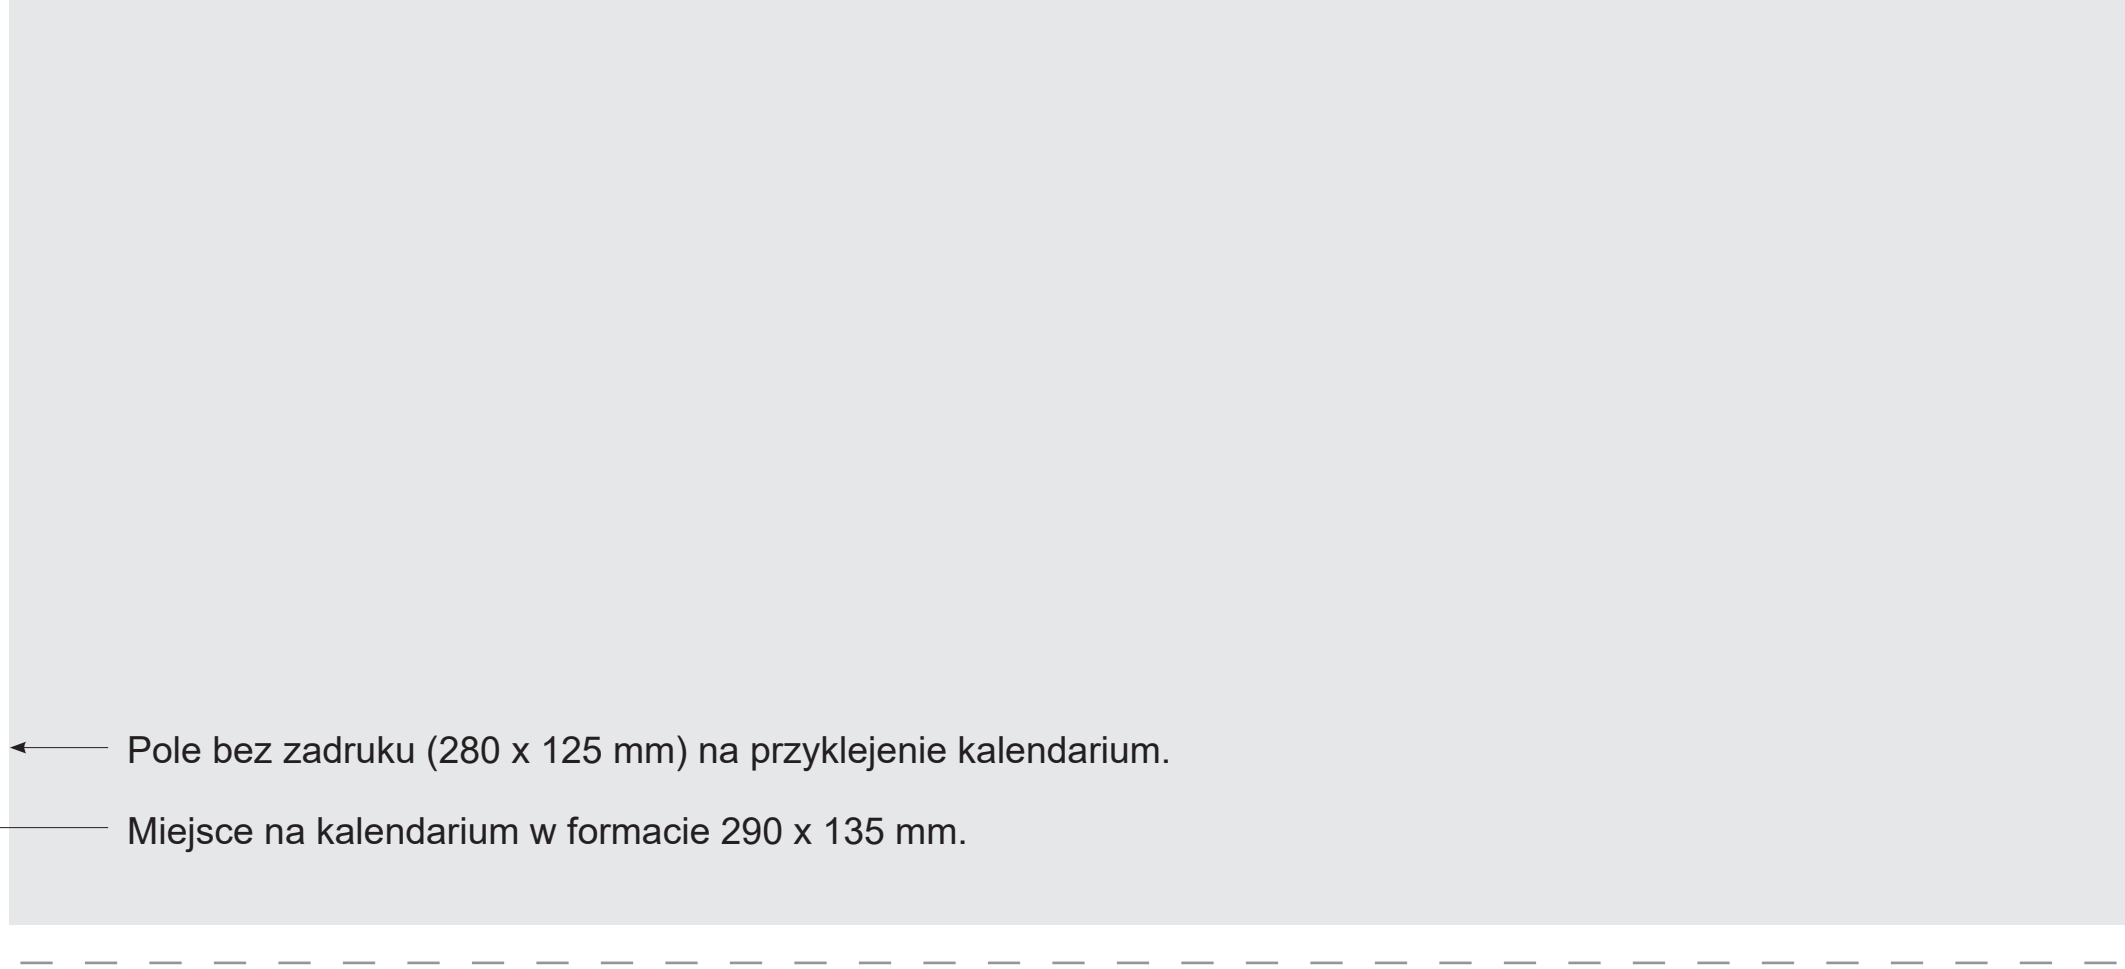 Pole bez zadruku (280 x 125 mm) na przyklejenie kalendarium.
Miejsce na kalendarium w formacie 290 x 135 mm.